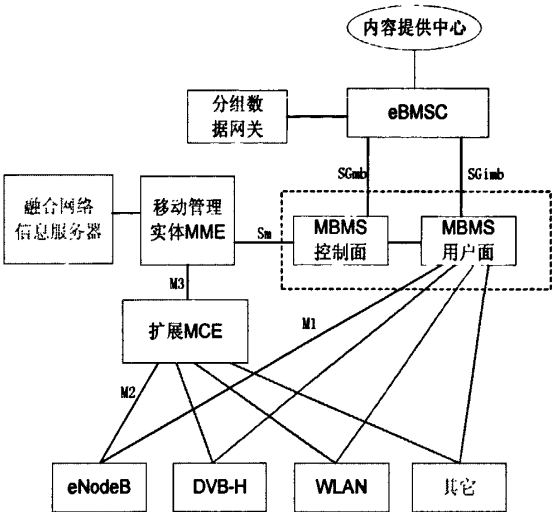 内容提供中心
分组数
据网关
eBMSC
SGmb
SGimb
融合网络
信息服务器
移动管理
实体MME
Sm
MBMS
控制面
MBMS
用户面
M3
扩展MCE
M1
M2
eNodeB
DVB-H
WLAN
其它